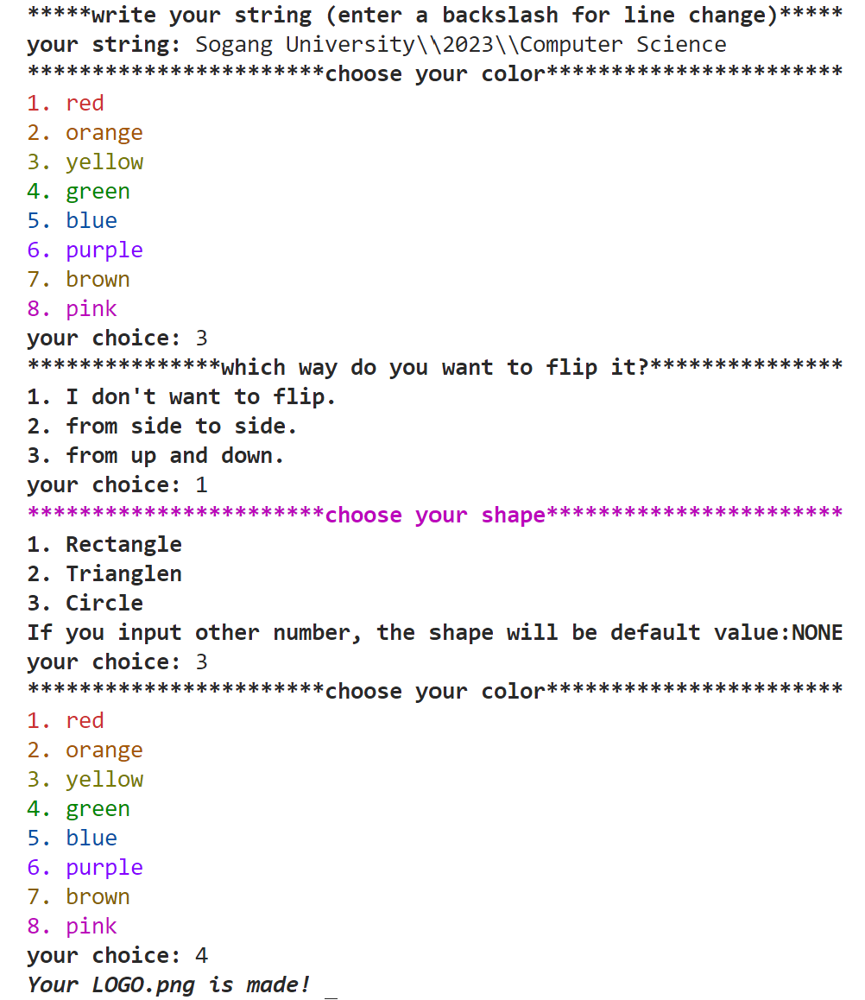 *****write your string (enter a backslash for line change)*****
your string: Sogang University\\2023\\Computer Science
***********************choose your color***********************
1. red
2. orange
3. yellow
4. green
5. blue
6. purple
7. brown
8. pink
your choice: 3
***************which way do you want to flip it?***************
1. I don't want to flip.
2. from side to side.
3. from up and down.
your choice: 1
***********************choose your shape***********************
1. Rectangle
2. Trianglen
3. Circle
If you input other number, the shape will be default value:NONE
your choice: 3
***********************choose your color***********************
1. red
2. orange
3. yellow
4. green
5. blue
6. purple
7. brown
8. pink
your choice: 4
Your LOGO.png is made! _